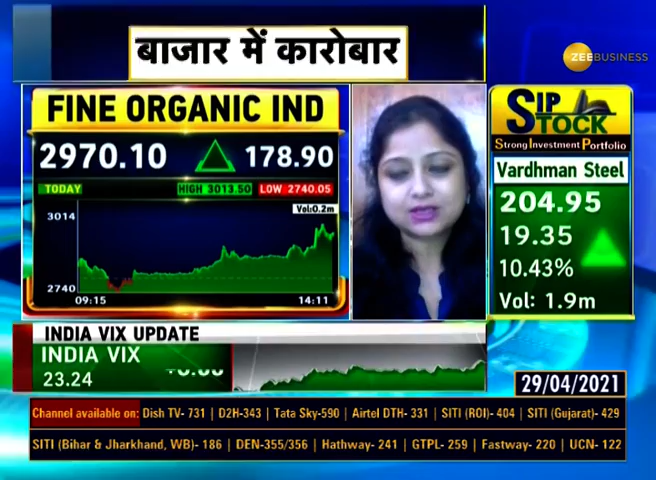 बाजार में कारोबार
ZEEBUSINESS
FINE ORGANIC IND
2970.10 178.90
TODAY HIGH 3013.50 LOW 2740.05
Vol:0.2m
3014
2740
09:15 14:11
SIP STOCK
Strong Investment Portfolio
Vardhman Steel
204.95
19.35
10.43%
Vol: 1.9m
INDIA VIX UPDATE
INDIA VIX
23.24
29/04/2021
Channel available on: Dish TV- 731 | D2H-343 | Tata Sky-590 | Airtel DTH- 331 | SITI (ROI)- 404 | SITI (Gujarat)- 429
SITI (Bihar & Jharkhand, WB)- 186 | DEN-355/356 | Hathway- 241 | GTPL- 259 | Fastway- 220 | UCN- 122